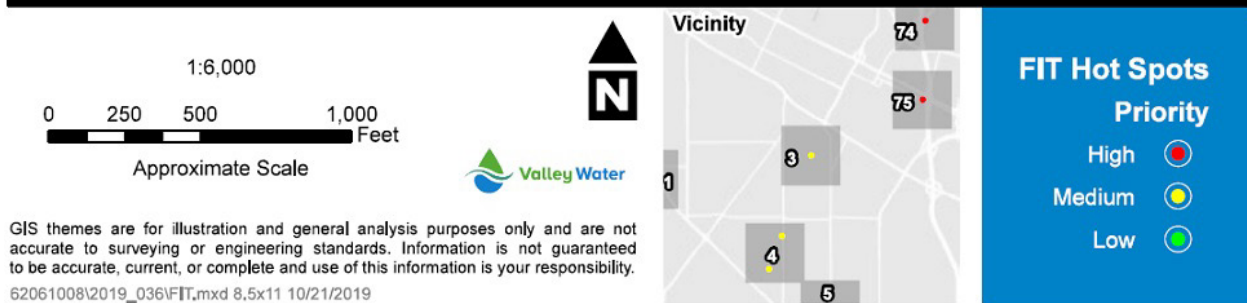 1:6,000
0 250 500 1,000
Feet
Approximate Scale
N
Valley Water
GIS themes are for illustration and general analysis purposes only and are not
accurate to surveying or engineering standards. Information is not guaranteed
to be accurate, current, or complete and use of this information is your responsibility.
62061008\2019_036\FIT.mxd 8.5x11 10/21/2019
Vicinity
74
75
3
1
4
5
FIT Hot Spots
Priority
High
Medium
Low